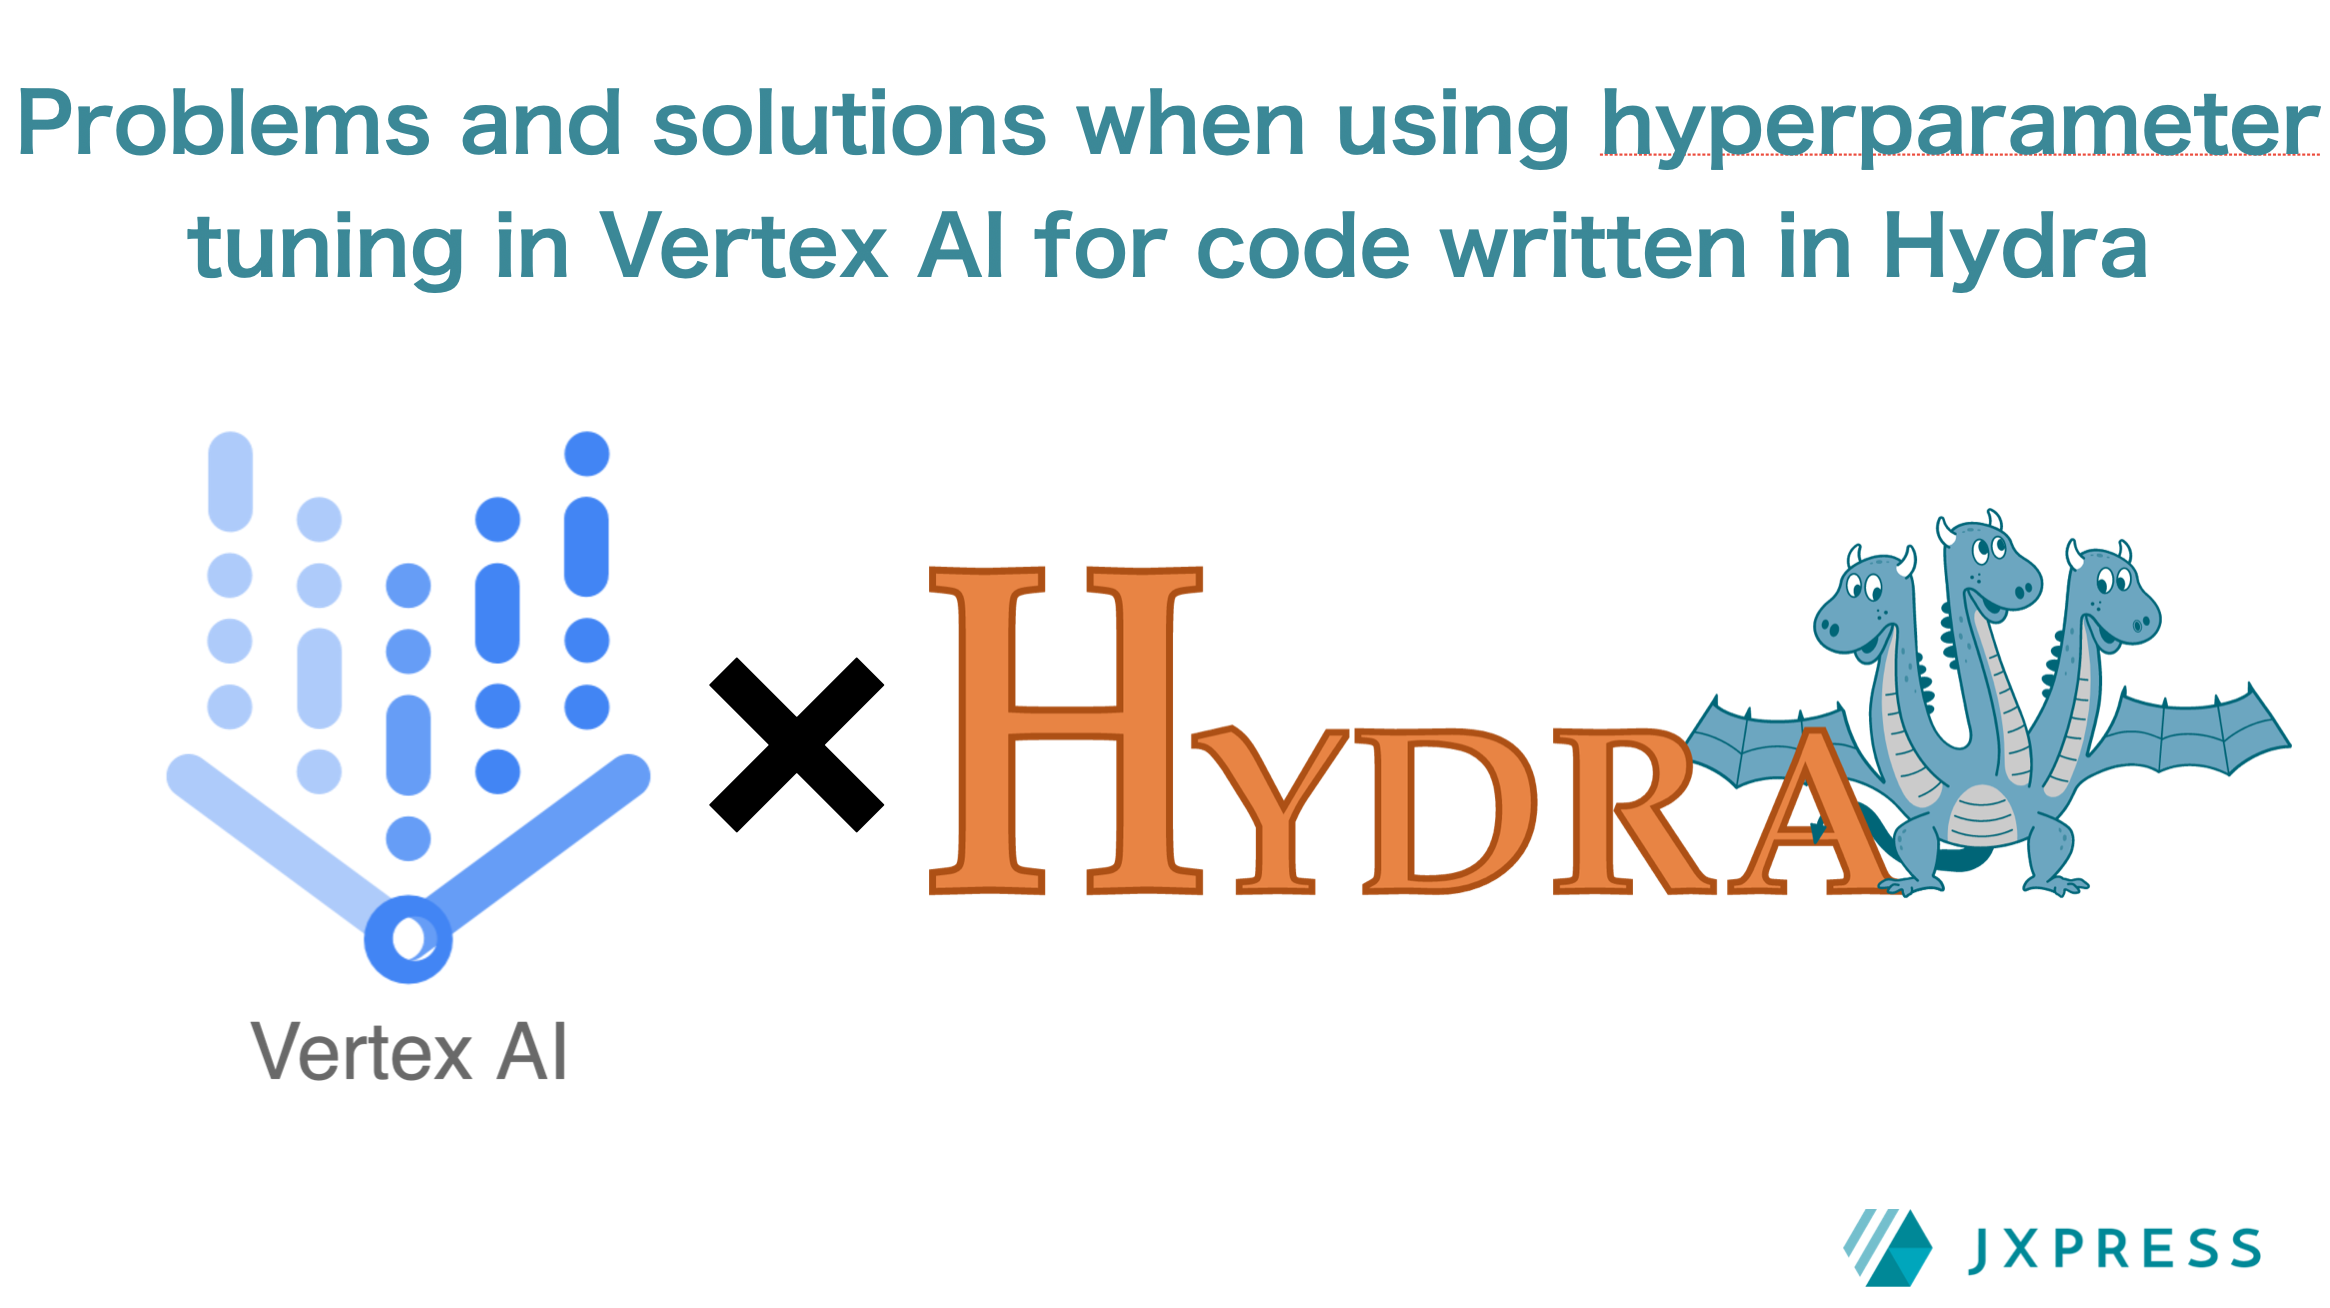 Problems and solutions when using hyperparameter
tuning in Vertex AI for code written in Hydra
HYDRA
Vertex AI
JXPRESS